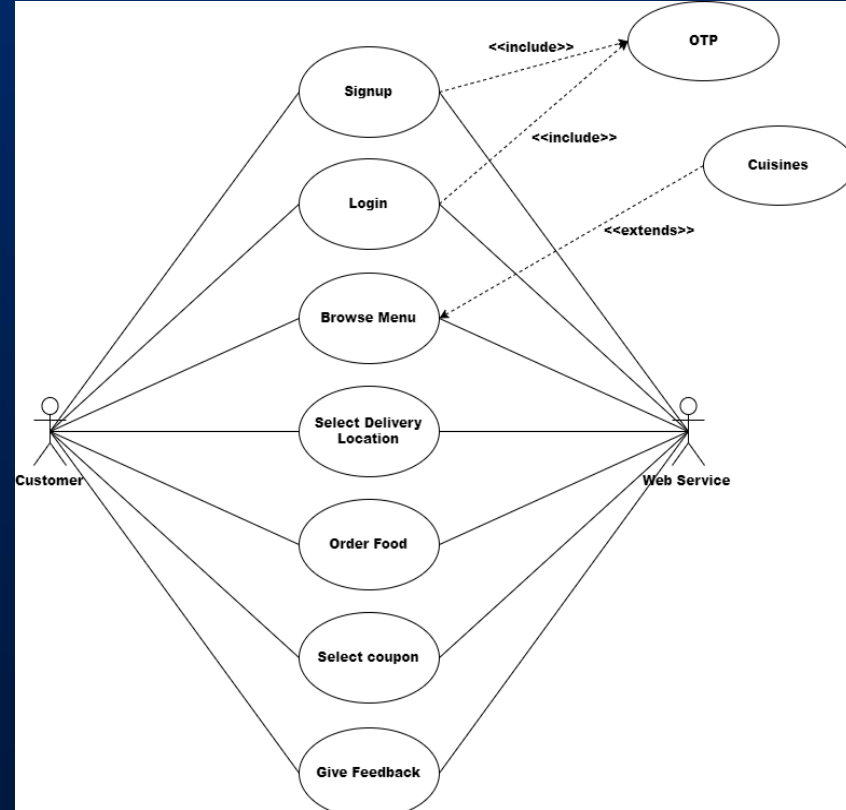 OTP
<<include>>
Signup
<<include>>
Cuisines
Login
<<extends>>
Browse Menu
Select Delivery
Location
Customer
Web Service
Order Food
Select coupon
Give Feedback